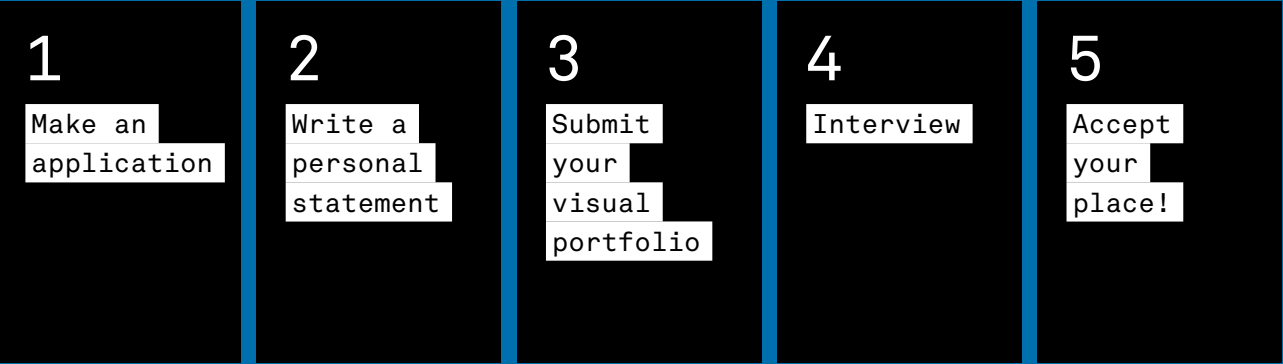 1
Make an
application
2
Write a
personal
statement
3
Submit
your
visual
portfolio
4
Interview
5
Accept
your
place!